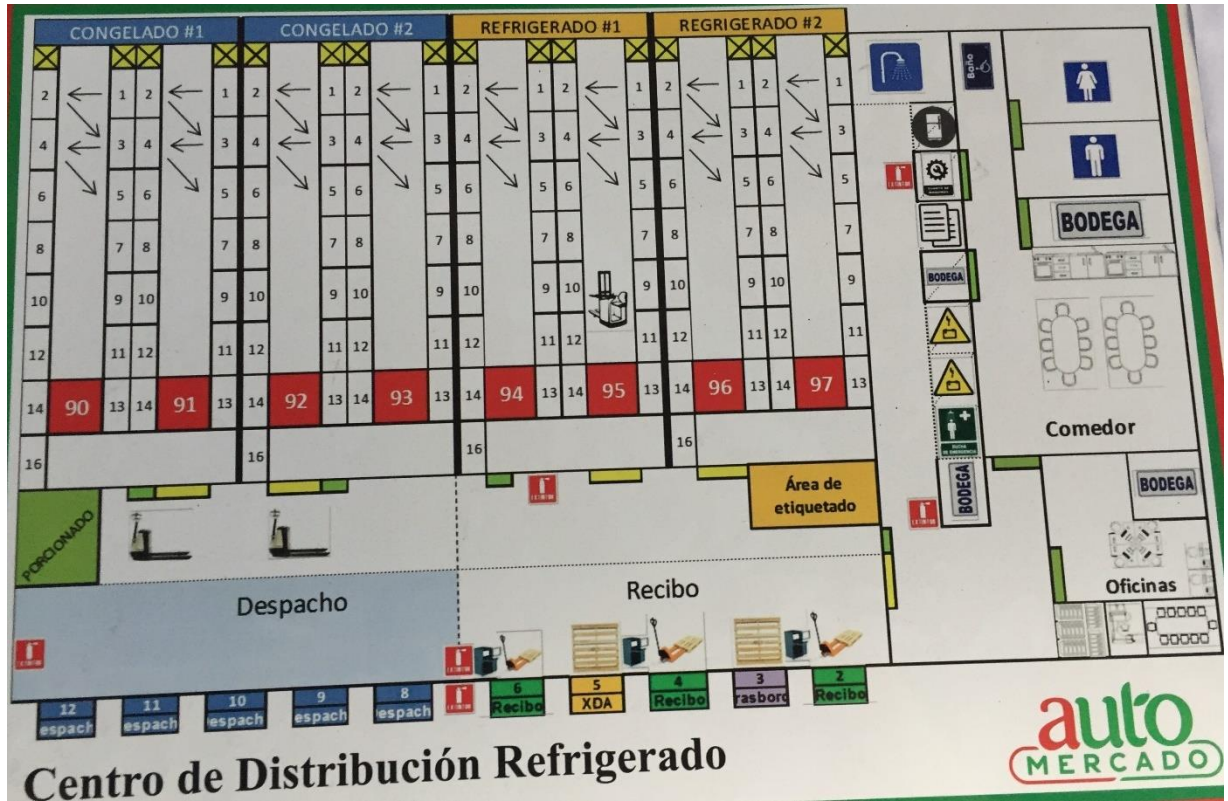 CONGELADO #1 CONGELADO #2 REFRIGERADO #1 REGRIGERADO #2
Baño
2 1 2 1 2 1 2 1 2 1 2 1 2 1 2 1
4 3 4 3 4 3 4 3 4 3 4 3 4 3 4 3
6 5 6 5 6 5 6 5 6 5 6 5 6 5 6 5
8 7 8 7 8 7 8 7 8 7 8 7 8 7 8 7
10 9 10 9 10 9 10 9 10 9 10 9 10 9 10 9
12 11 12 11 12 11 12 11 12 11 12 11 12 11 12 11
14 90 13 14 91 13 14 92 13 14 93 13 14 94 13 14 95 13 14 96 13 14 97 13
16 16 16 16
EXTINTOR
BODEGA
BODEGA
Comedor
BODEGA
BODEGA
EXTINTOR
EXTINTOR
Área de
etiquetado
PORCIONADO
Oficinas
Despacho
Recibo
EXTINTOR
EXTINTOR
EXTINTOR
12 11 10 9 8 6 5 4 3 2
espach espach espach espach espach Recibo XDA Recibo rasbord Recibo
Centro de Distribución Refrigerado
auto
MERCADO